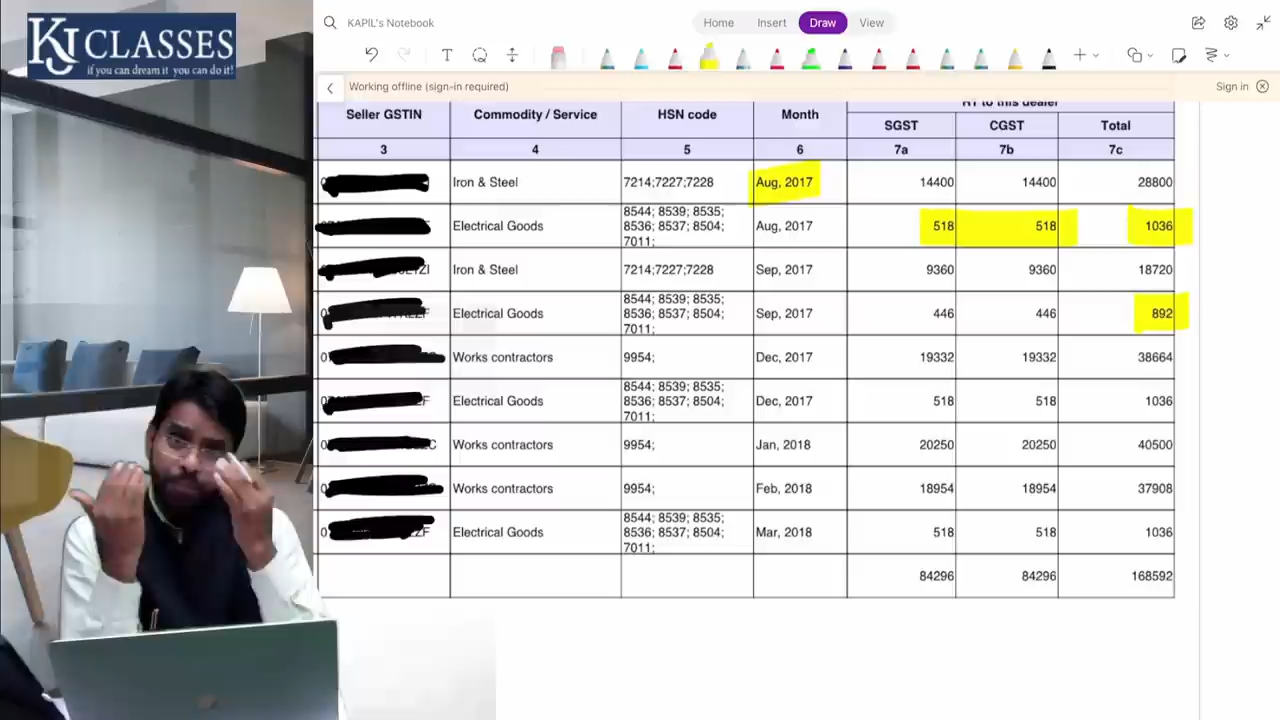 KJ CLASSES
if you can dream it you can do it!
KAPIL's Notebook
Home Insert Draw View
Working offline (sign-in required)
Sign in
Seller GSTIN Commodity / Service HSN code Month SGST CGST Total
3 4 5 6 7a 7b 7c
Iron & Steel 7214;7227;7228 Aug, 2017 14400 14400 28800
Electrical Goods 8544; 8539; 8535; 8536; 8537; 8504; 7011; Aug, 2017 518 518 1036
Iron & Steel 7214;7227;7228 Sep, 2017 9360 9360 18720
Electrical Goods 8544; 8539; 8535; 8536; 8537; 8504; 7011; Sep, 2017 446 446 892
Works contractors 9954; Dec, 2017 19332 19332 38664
Electrical Goods 8544; 8539; 8535; 8536; 8537; 8504; 7011; Dec, 2017 518 518 1036
Works contractors 9954; Jan, 2018 20250 20250 40500
Works contractors 9954; Feb, 2018 18954 18954 37908
Electrical Goods 8544; 8539; 8535; 8536; 8537; 8504; 7011; Mar, 2018 518 518 1036
84296 84296 168592